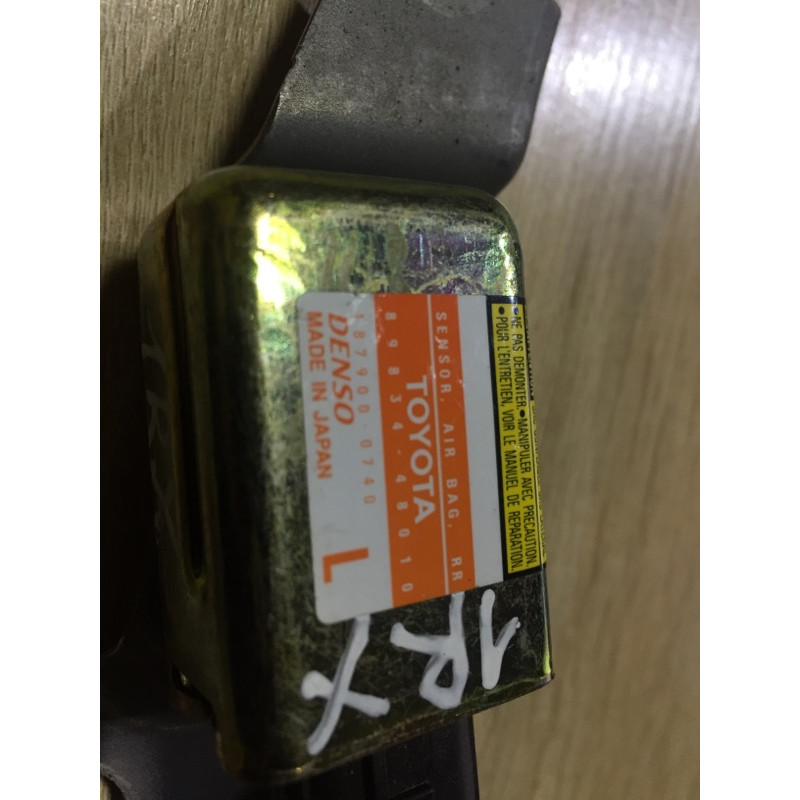 SENSOR, AIR BAG, RR
TOYOTA
89834-48010
187900-0740
DENSO
MADE IN JAPAN
L
•NE PAS DEMONTER.•MANIPULER AVEC PRECAUTION.
•POUR L'ENTRETIEN, VOIR LE MANUEL DE REPARATION.
1RX